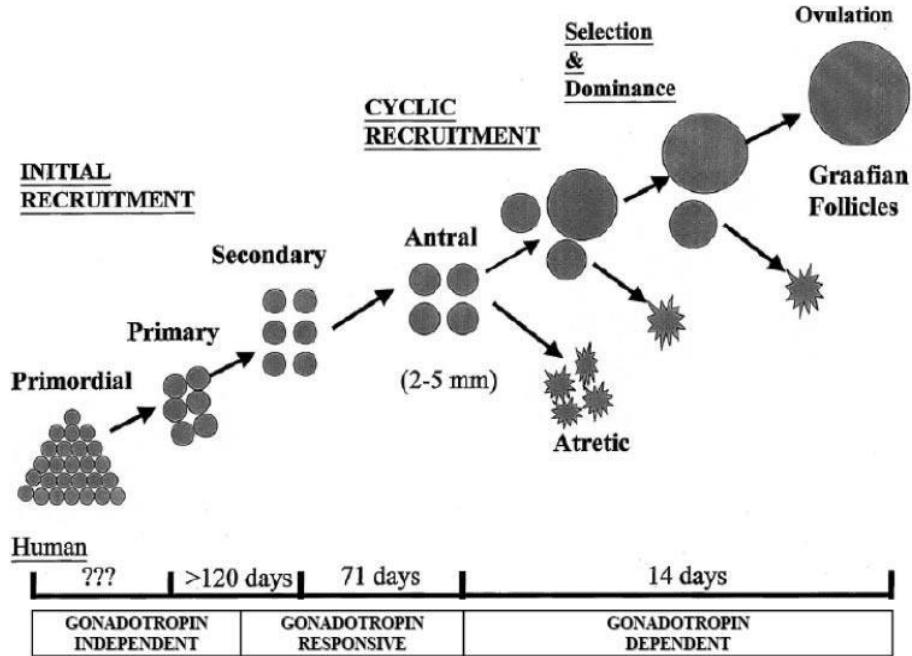 Ovulation
Selection
&
Dominance
CYCLIC
RECRUITMENT
INITIAL
RECRUITMENT
Graafian
Follicles
Antral
Secondary
Primary
(2-5 mm)
Primordial
Atretic
Human
??? >120 days 71 days 14 days
GONADOTROPIN INDEPENDENT
GONADOTROPIN RESPONSIVE
GONADOTROPIN DEPENDENT